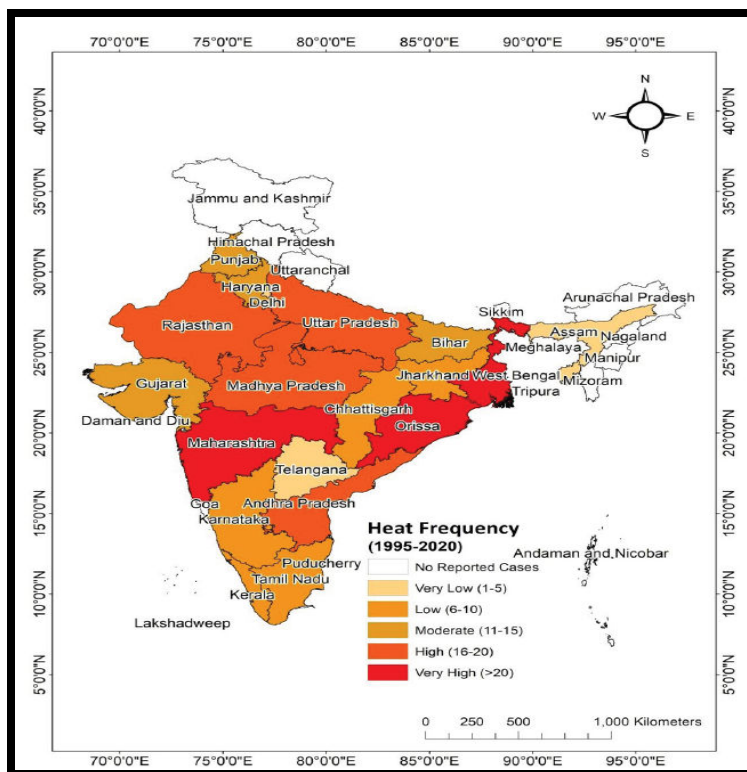 70°0'0"E 75°0'0"E 80°0'0"E 85°0'0"E 90°0'0"E 95°0'0"E
N
W E
S
40°0'0"N 40°0'0"N
35°0'0"N 35°0'0"N
30°0'0"N 30°0'0"N
25°0'0"N 25°0'0"N
20°0'0"N 20°0'0"N
15°0'0"N 15°0'0"N
10°0'0"N 10°0'0"N
5°0'0"N 5°0'0"N
Jammu and Kashmir
Himachal Pradesh
Punjab
Uttaranchal
Haryana
Delhi
Arunachal Pradesh
Sikkim
Rajasthan
Uttar Pradesh
Assam
Nagaland
Bihar
Meghalaya
Manipur
Gujarat
Madhya Pradesh
Jharkhand
West Bengal
Mizoram
Tripura
Chhattisgarh
Daman and Diu
Orissa
Maharashtra
Telangana
Goa
Andhra Pradesh
Karnataka
Puducherry
Tamil Nadu
Kerala
Lakshadweep
Andaman and Nicobar
Heat Frequency
(1995-2020)
No Reported Cases
Very Low (1-5)
Low (6-10)
Moderate (11-15)
High (16-20)
Very High (>20)
0 250 500 1,000 Kilometers
70°0'0"E 75°0'0"E 80°0'0"E 85°0'0"E 90°0'0"E 95°0'0"E